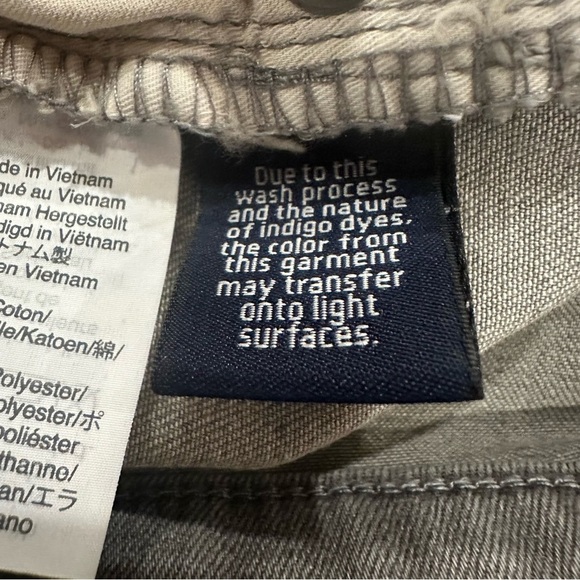 de in Vietnam
qué au Vietnam
nam Hergestellt
digd in Viëtnam
トナム製
en Vietnam
Coton/
lle/Katoen/綿/
Polyester/
olyester/ポ
poliéster
thanne/
an/エラ
ano
Due to this
wash process
and the nature
of indigo dyes,
the color from
this garment
may transfer
onto light
surfaces.